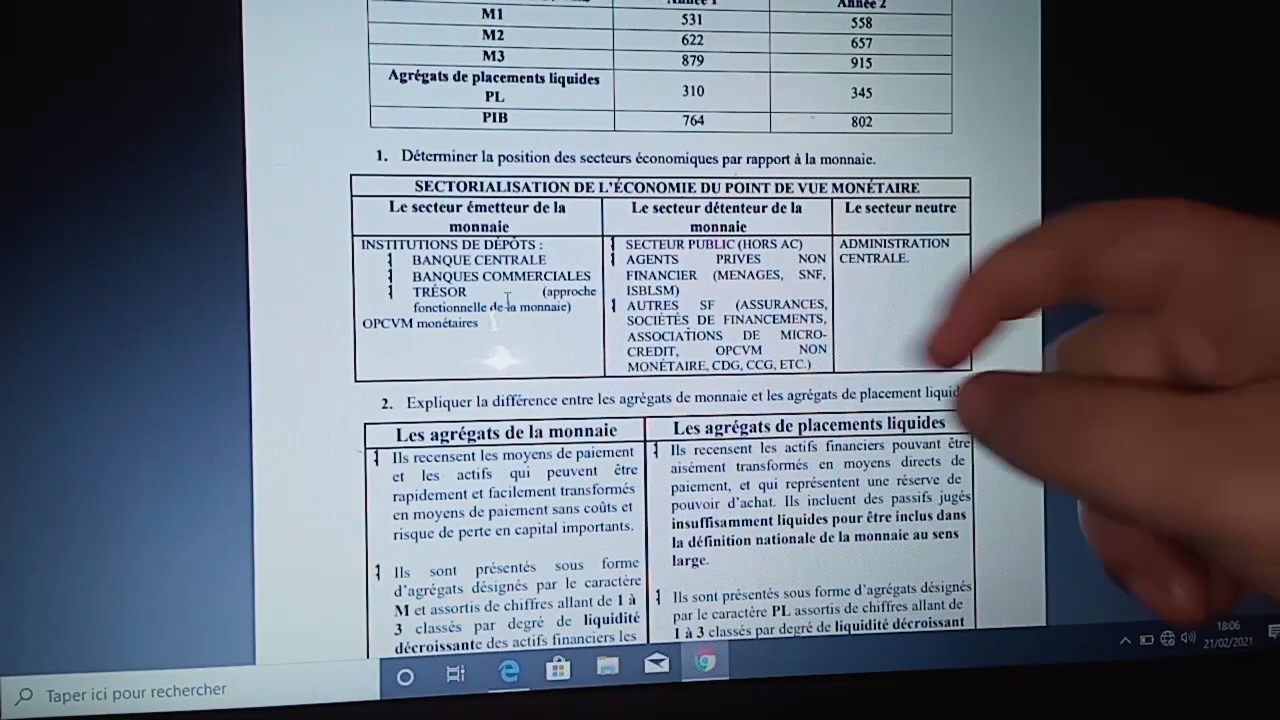 Année 1 Année 2
M1 531 558
M2 622 657
M3 879 915
Agrégats de placements liquides
PL 310 345
PIB 764 802
1. Déterminer la position des secteurs économiques par rapport à la monnaie.
SECTORIALISATION DE L'ÉCONOMIE DU POINT DE VUE MONÉTAIRE
Le secteur émetteur de la
monnaie
Le secteur détenteur de la
monnaie
Le secteur neutre
INSTITUTIONS DE DÉPÔTS :
BANQUE CENTRALE
BANQUES COMMERCIALES
TRÉSOR (approche
fonctionnelle de la monnaie)
OPCVM monétaires
SECTEUR PUBLIC (HORS AC)
AGENTS PRIVES NON
FINANCIER (MENAGES, SNF,
ISBLSM)
AUTRES SF (ASSURANCES,
SOCIÉTÉS DE FINANCEMENTS,
ASSOCIATIONS DE MICRO-
CREDIT, OPCVM NON
MONÉTAIRE, CDG, CCG, ETC.)
ADMINISTRATION
CENTRALE.
2. Expliquer la différence entre les agrégats de monnaie et les agrégats de placement liquid
Les agrégats de la monnaie
Ils recensent les moyens de paiement
et les actifs qui peuvent être
rapidement et facilement transformés
en moyens de paiement sans coûts et
risque de perte en capital importants.
Ils sont présentés sous forme
d'agrégats désignés par le caractère
M et assortis de chiffres allant de 1 à
3 classés par degré de liquidité
décroissante des actifs financiers les
Les agrégats de placements liquides
Ils recensent les actifs financiers pouvant être
aisément transformés en moyens directs de
paiement, et qui représentent une réserve de
pouvoir d'achat. Ils incluent des passifs jugés
insuffisamment liquides pour être inclus dans
la définition nationale de la monnaie au sens
large.
Ils sont présentés sous forme d'agrégats désignés
par le caractère PL assortis de chiffres allant de
1 à 3 classés par degré de liquidité décroissant
Taper ici pour rechercher
18:06
21/02/2021